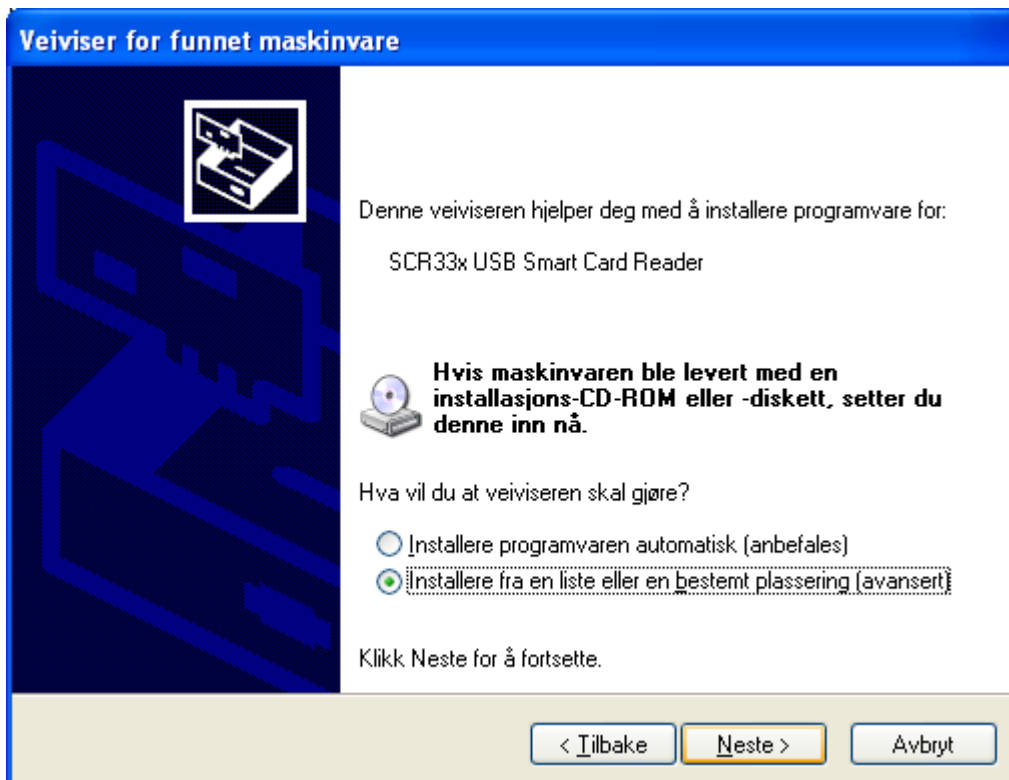 Veiviser for funnet maskinvare
Denne veiviseren hjelper deg med å installere programvare for:
SCR33x USB Smart Card Reader
Hvis maskinvaren ble levert med en
installasjons-CD-ROM eller -diskett, setter du
denne inn nå.
Hva vil du at veiviseren skal gjøre?
Installere programvaren automatisk (anbefales)
Installere fra en liste eller en bestemt plassering (avansert)
Klikk Neste for å fortsette.
< Tilbake Neste > Avbryt